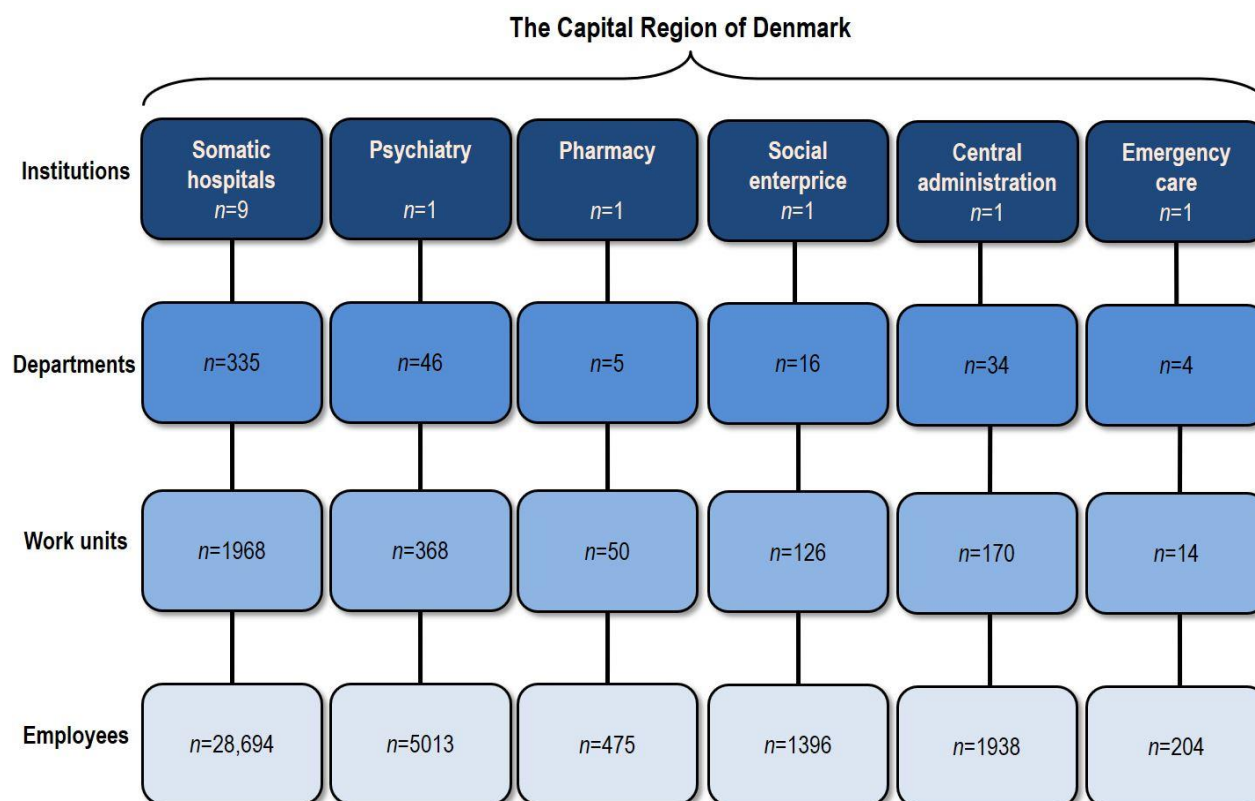 The Capital Region of Denmark
Institutions
Somatic
hospitals
n=9
Psychiatry
n=1
Pharmacy
n=1
Social
enterprice
n=1
Central
administration
n=1
Emergency
care
n=1
Departments
n=335
n=46
n=5
n=16
n=34
n=4
Work units
n=1968
n=368
n=50
n=126
n=170
n=14
Employees
n=28,694
n=5013
n=475
n=1396
n=1938
n=204